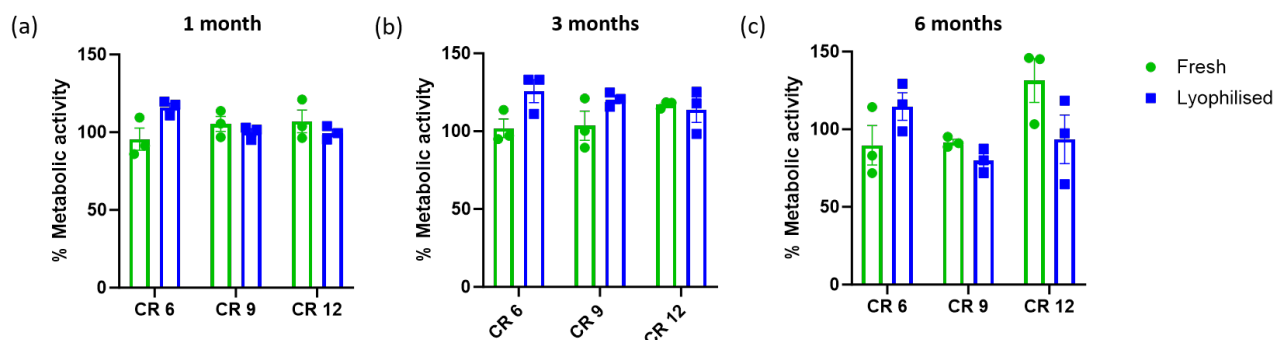 (a)
1 month
% Metabolic activity
150
100
50
0
CR 6
CR 9
CR 12
(b)
3 months
% Metabolic activity
150
100
50
0
CR 6
CR 9
CR 12
(c)
6 months
% Metabolic activity
150
100
50
0
CR 6
CR 9
CR 12
Fresh
Lyophilised